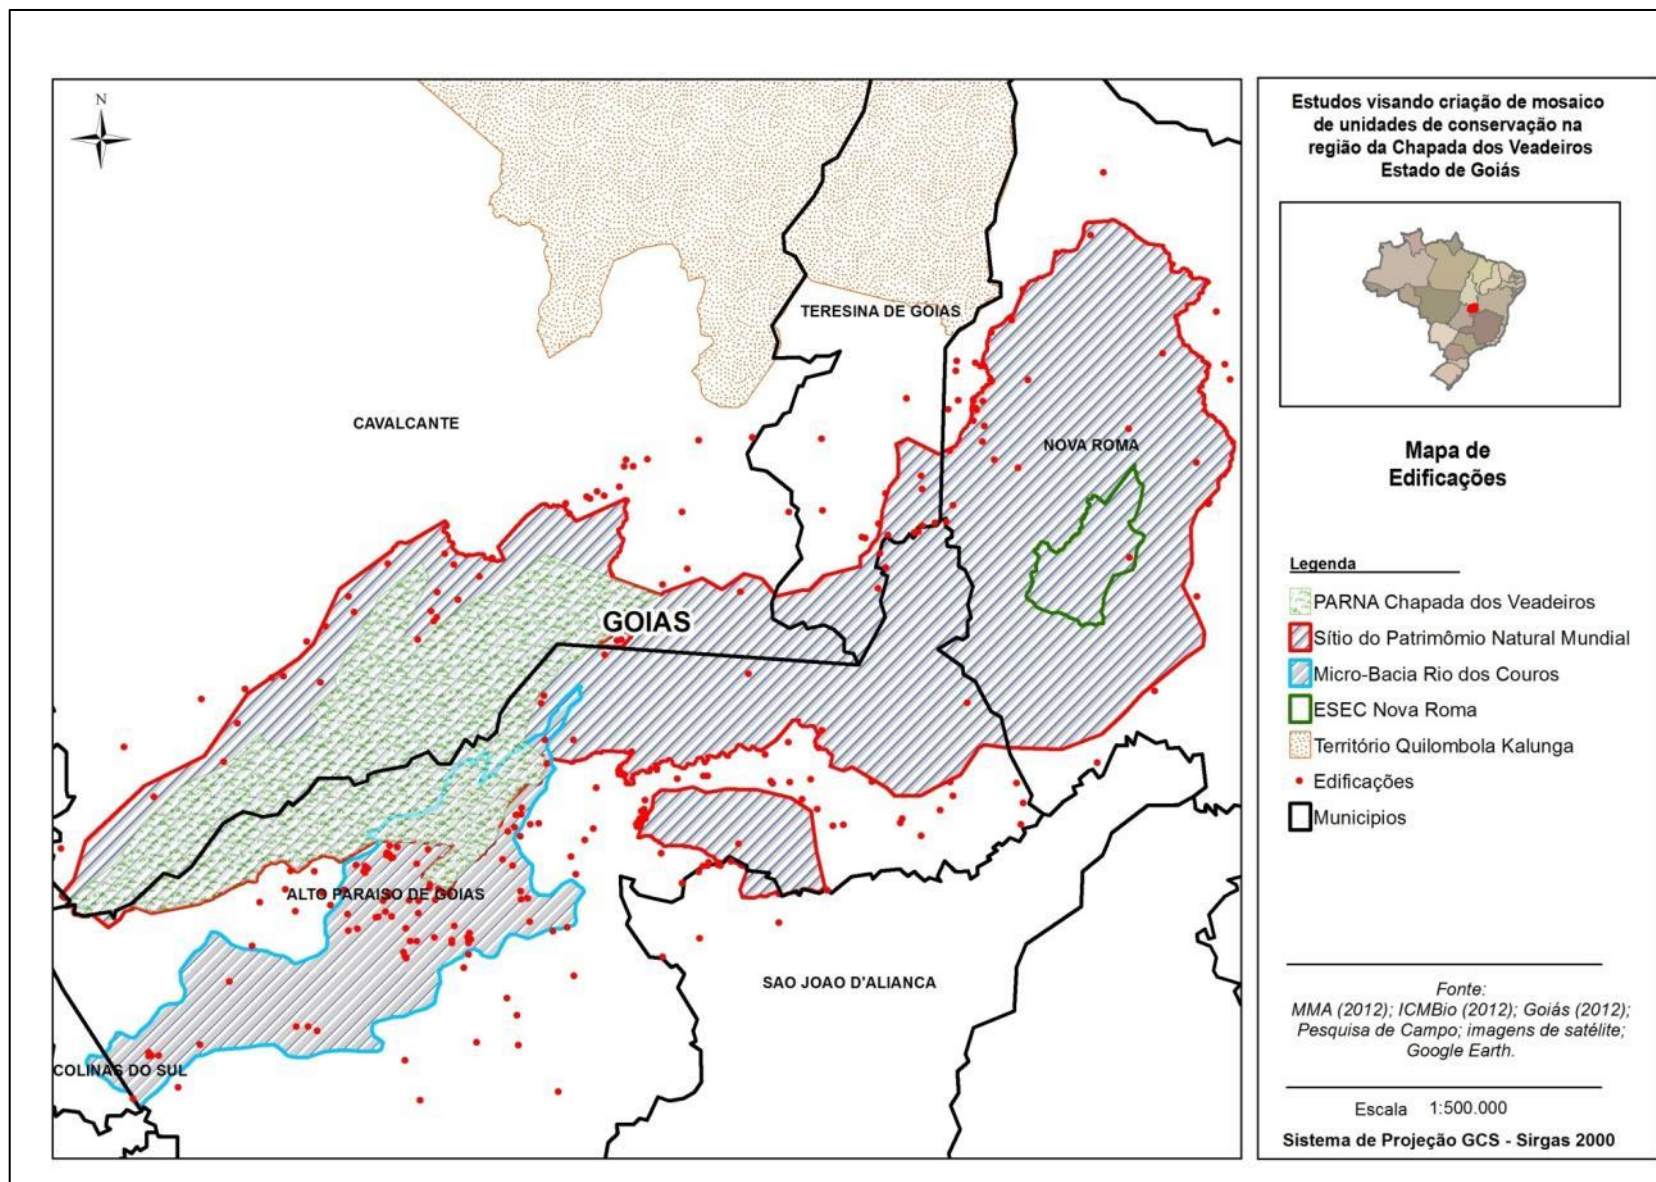 N
TERESINA DE GOIAS
CAVALCANTE
NOVA ROMA
GOIAS
ALTO PARAISO DE GOIAS
SAO JOAO D'ALIANCA
COLINAS DO SUL
Estudos visando criação de mosaico
de unidades de conservação na
região da Chapada dos Veadeiros
Estado de Goiás
Mapa de
Edificações
Legenda
PARNA Chapada dos Veadeiros
Sítio do Patrimômio Natural Mundial
Micro-Bacia Rio dos Couros
ESEC Nova Roma
Território Quilombola Kalunga
Edificações
Municipios
Fonte:
MMA (2012); ICMBio (2012); Goiás (2012);
Pesquisa de Campo; imagens de satélite;
Google Earth.
Escala 1:500.000
Sistema de Projeção GCS - Sirgas 2000